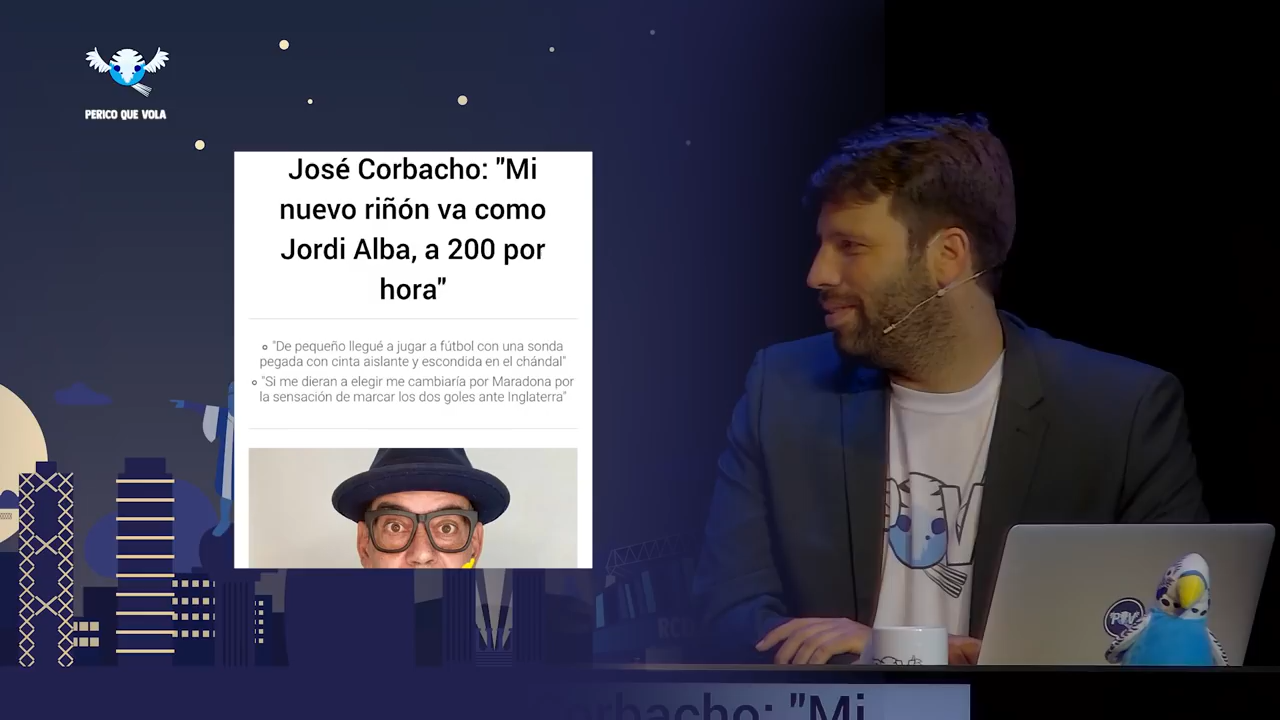 PERICO QUE VOLA
José Corbacho: "Mi
nuevo riñón va como
Jordi Alba, a 200 por
hora"
"De pequeño llegué a jugar a fútbol con una sonda
pegada con cinta aislante y escondida en el chándal"
"Si me dieran a elegir me cambiaría por Maradona por
la sensación de marcar los dos goles ante Inglaterra"
RCD
PQV
Corbacho: "Mi